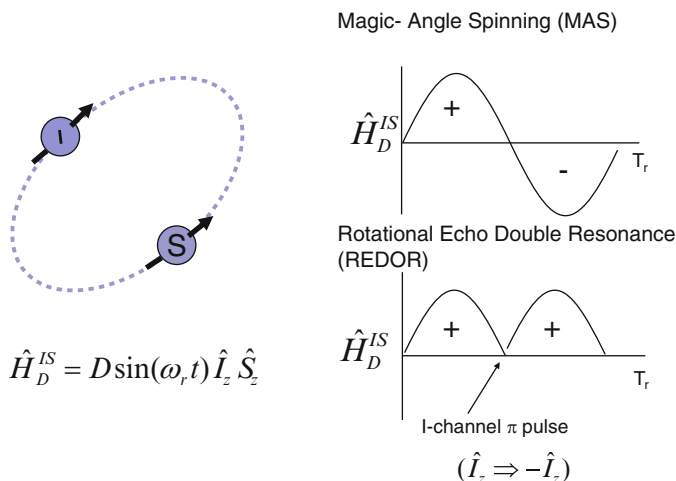 Magic- Angle Spinning (MAS)
+
Ĥ_D^{IS}
T_r
-
I
S
Rotational Echo Double Resonance
(REDOR)
+ +
Ĥ_D^{IS}
T_r
Ĥ_D^{IS} = D sin(ω_r t) Î_z Ŝ_z
I-channel π pulse
(Î_z ⇒ -Î_z)